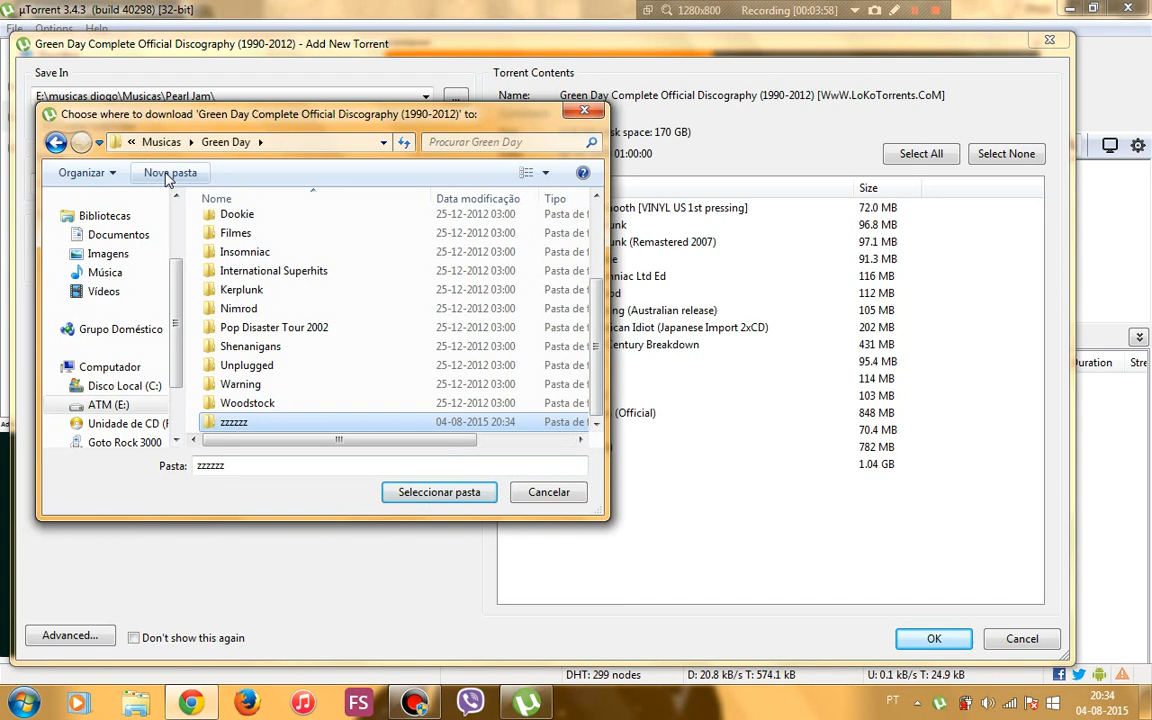 µTorrent 3.4.3 (build 40298) [32-bit]
1280x800
Recording [00:03:58]
File Options Help
Green Day Complete Official Discography (1990-2012) - Add New Torrent
Save In
Torrent Contents
E:\musicas diogo\Musicas\Pearl Jam\
...
Name:
Green Day Complete Official Discography (1990-2012) [WwW.LoKoTorrents.CoM]
Choose where to download 'Green Day Complete Official Discography (1990-2012)' to:
sk space: 170 GB)
Musicas
Green Day
Procurar Green Day
01:00:00
Select All
Select None
Organizar
Nova pasta
Size
Nome
Data modificação
Tipo
ooth [VINYL US 1st pressing]
72.0 MB
Bibliotecas
Dookie
25-12-2012 03:00
Pasta de f
unk
96.8 MB
Documentos
Filmes
25-12-2012 03:00
Pasta de f
unk (Remastered 2007)
97.1 MB
Imagens
Insomniac
25-12-2012 03:00
Pasta de f
e
91.3 MB
Música
International Superhits
25-12-2012 03:00
Pasta de f
nniac Ltd Ed
116 MB
Vídeos
Kerplunk
25-12-2012 03:00
Pasta de f
od
112 MB
Nimrod
25-12-2012 03:00
Pasta de f
ng (Australian release)
105 MB
Grupo Doméstico
Pop Disaster Tour 2002
25-12-2012 03:00
Pasta de f
ican Idiot (Japanese Import 2xCD)
202 MB
Shenanigans
25-12-2012 03:00
Pasta de f
Century Breakdown
431 MB
Computador
Unplugged
25-12-2012 03:00
Pasta de f
95.4 MB
Duration
Stre
Disco Local (C:)
Warning
25-12-2012 03:00
Pasta de f
114 MB
ATM (E:)
Woodstock
25-12-2012 03:00
Pasta de f
103 MB
Unidade de CD (F
zzzzzz
04-08-2015 20:34
Pasta de f
(Official)
848 MB
Goto Rock 3000
70.4 MB
782 MB
Pasta:
zzzzzz
1.04 GB
Seleccionar pasta
Cancelar
Advanced...
Don't show this again
OK
Cancel
DHT: 299 nodes
D: 20.8 kB/s T: 574.1 kB
U: 0.1 kB/s T: 24.9 kB
FS
PT
20:34
04-08-2015